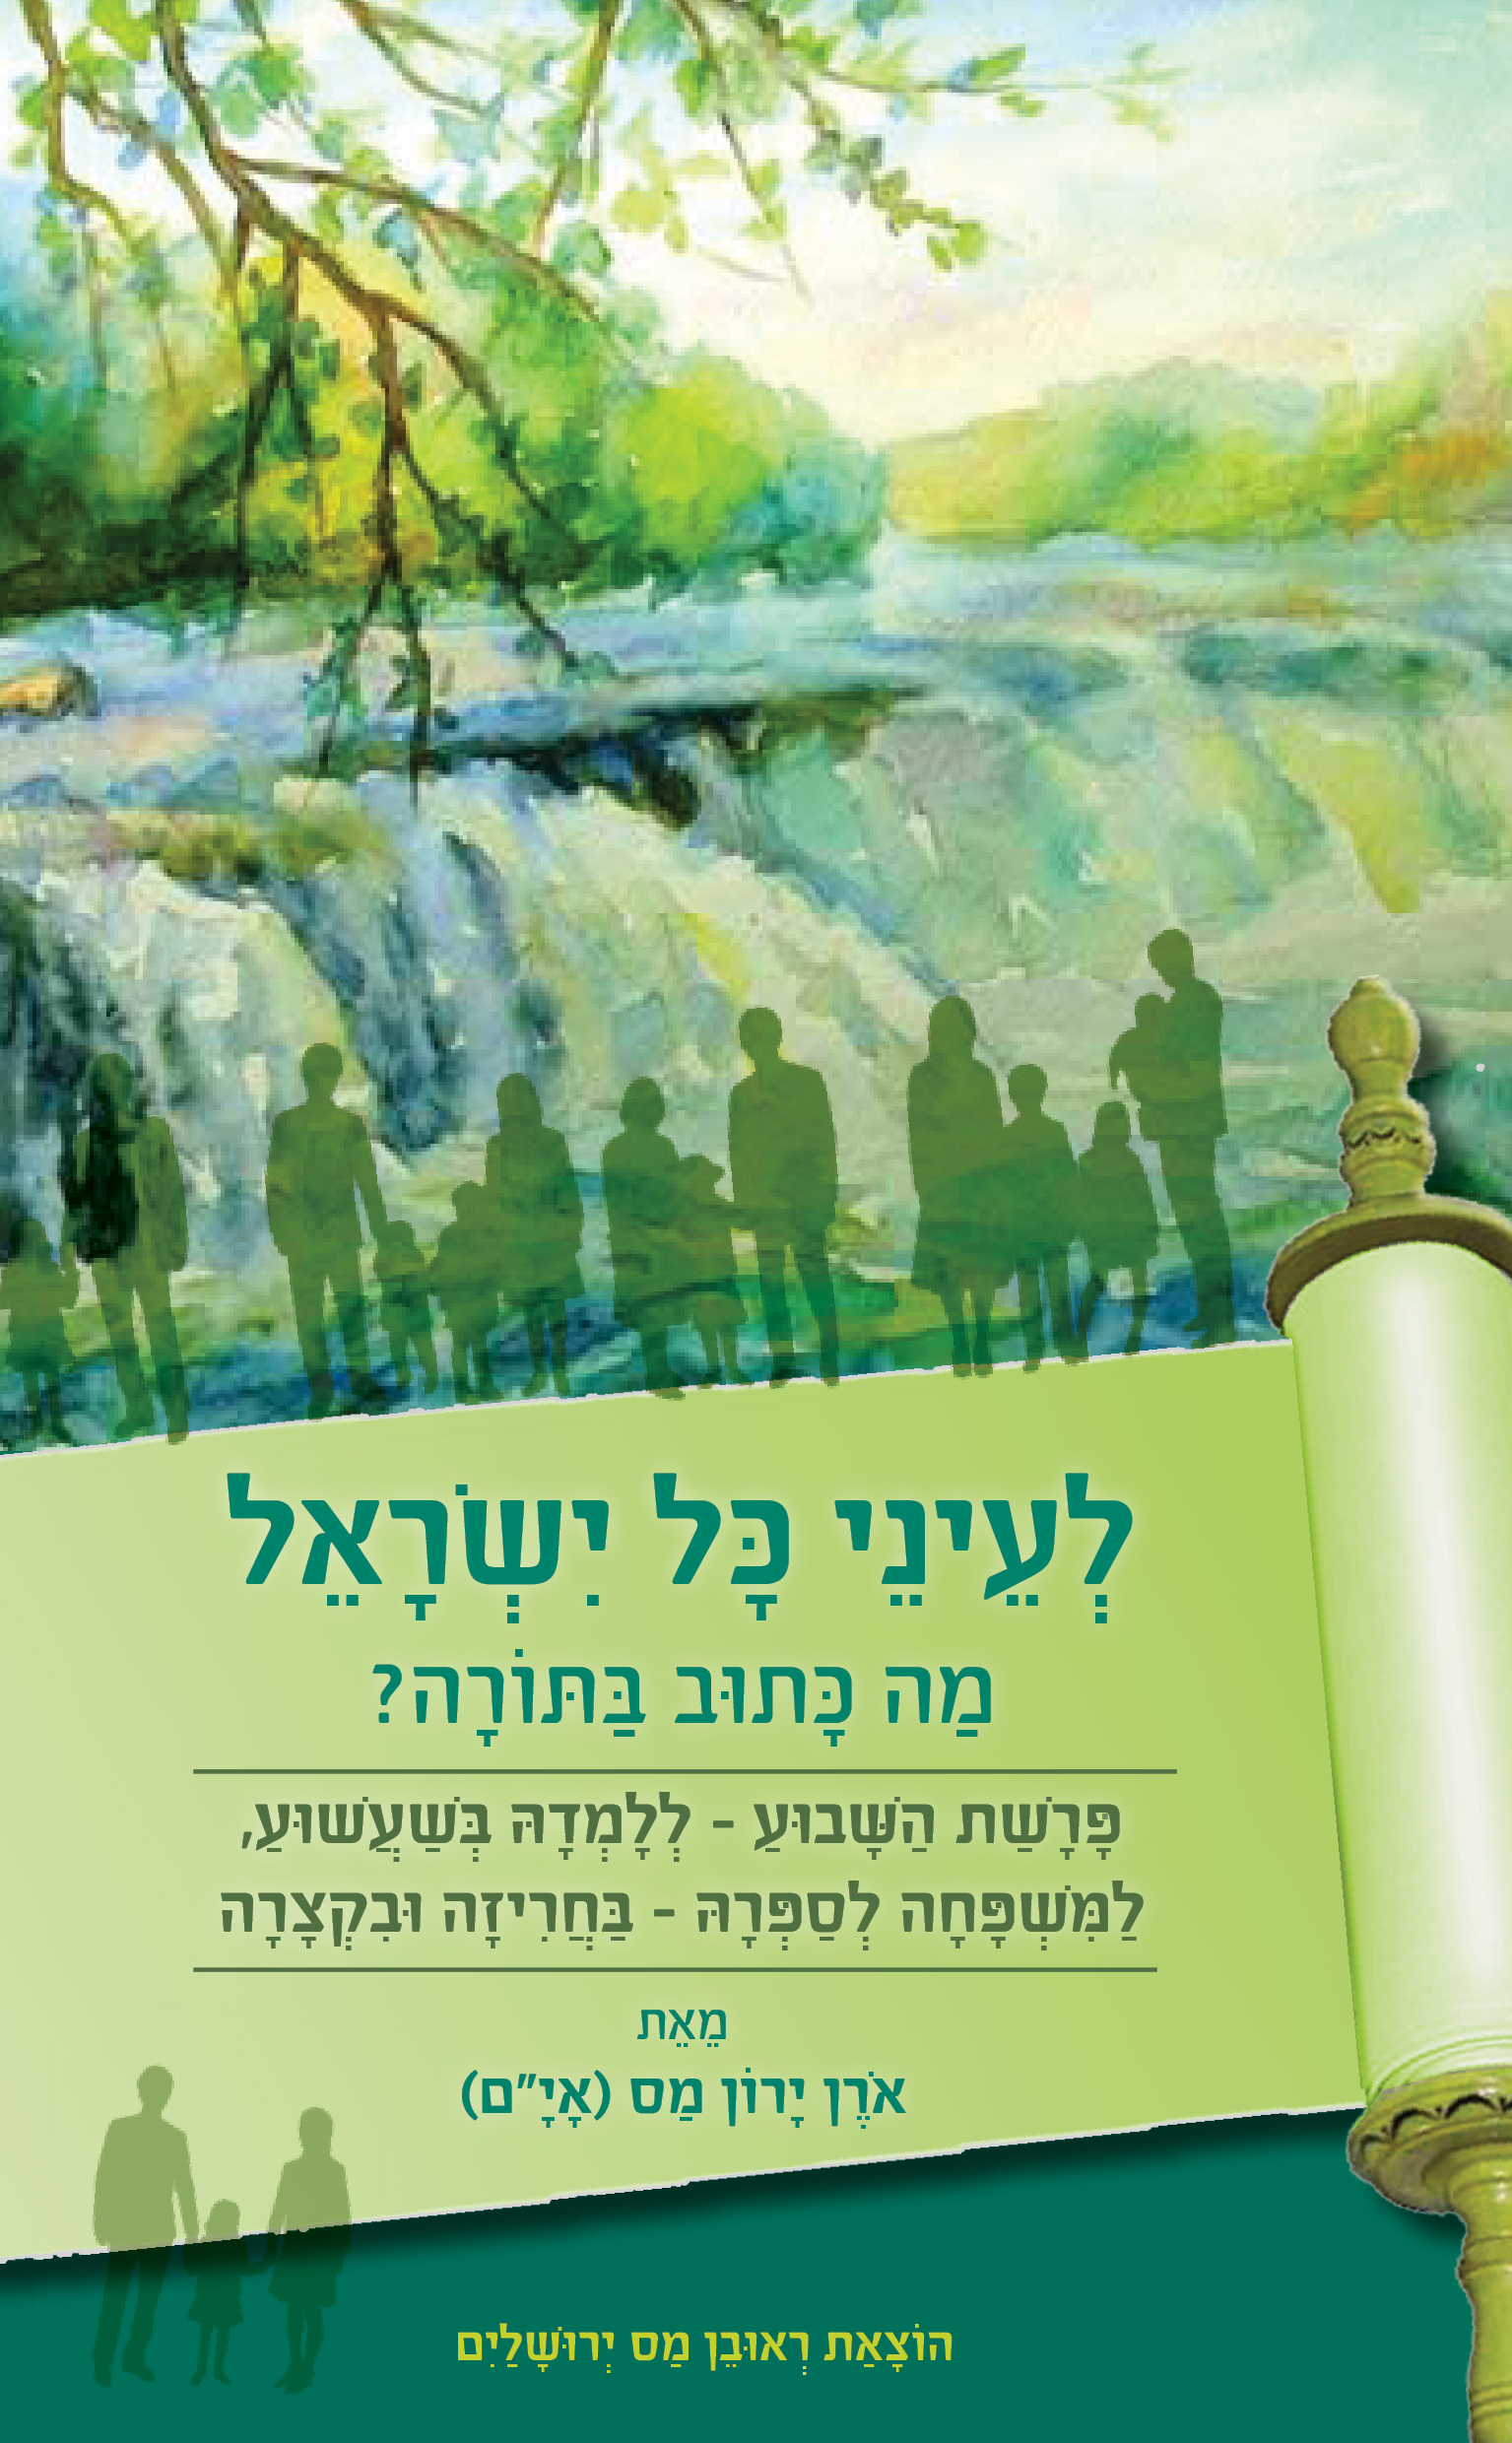 לְעֵינֵי כָּל יִשְׂרָאֵל
מַה כָּתוּב בַּתּוֹרָה?
פָּרָשַׁת הַשָּׁבוּעַ - לְלָמְדָהּ בְּשַׁעֲשׁוּעַ,
לַמִּשְׁפָּחָה לְסַפְּרָהּ - בַּחֲרִיזָה וּבִקְצָרָה
מֵאֵת
אֹרֶן יָרוֹן מַס (אָיָ"ם)
הוֹצָאַת רְאוּבֵן מַס יְרוּשָׁלַיִם